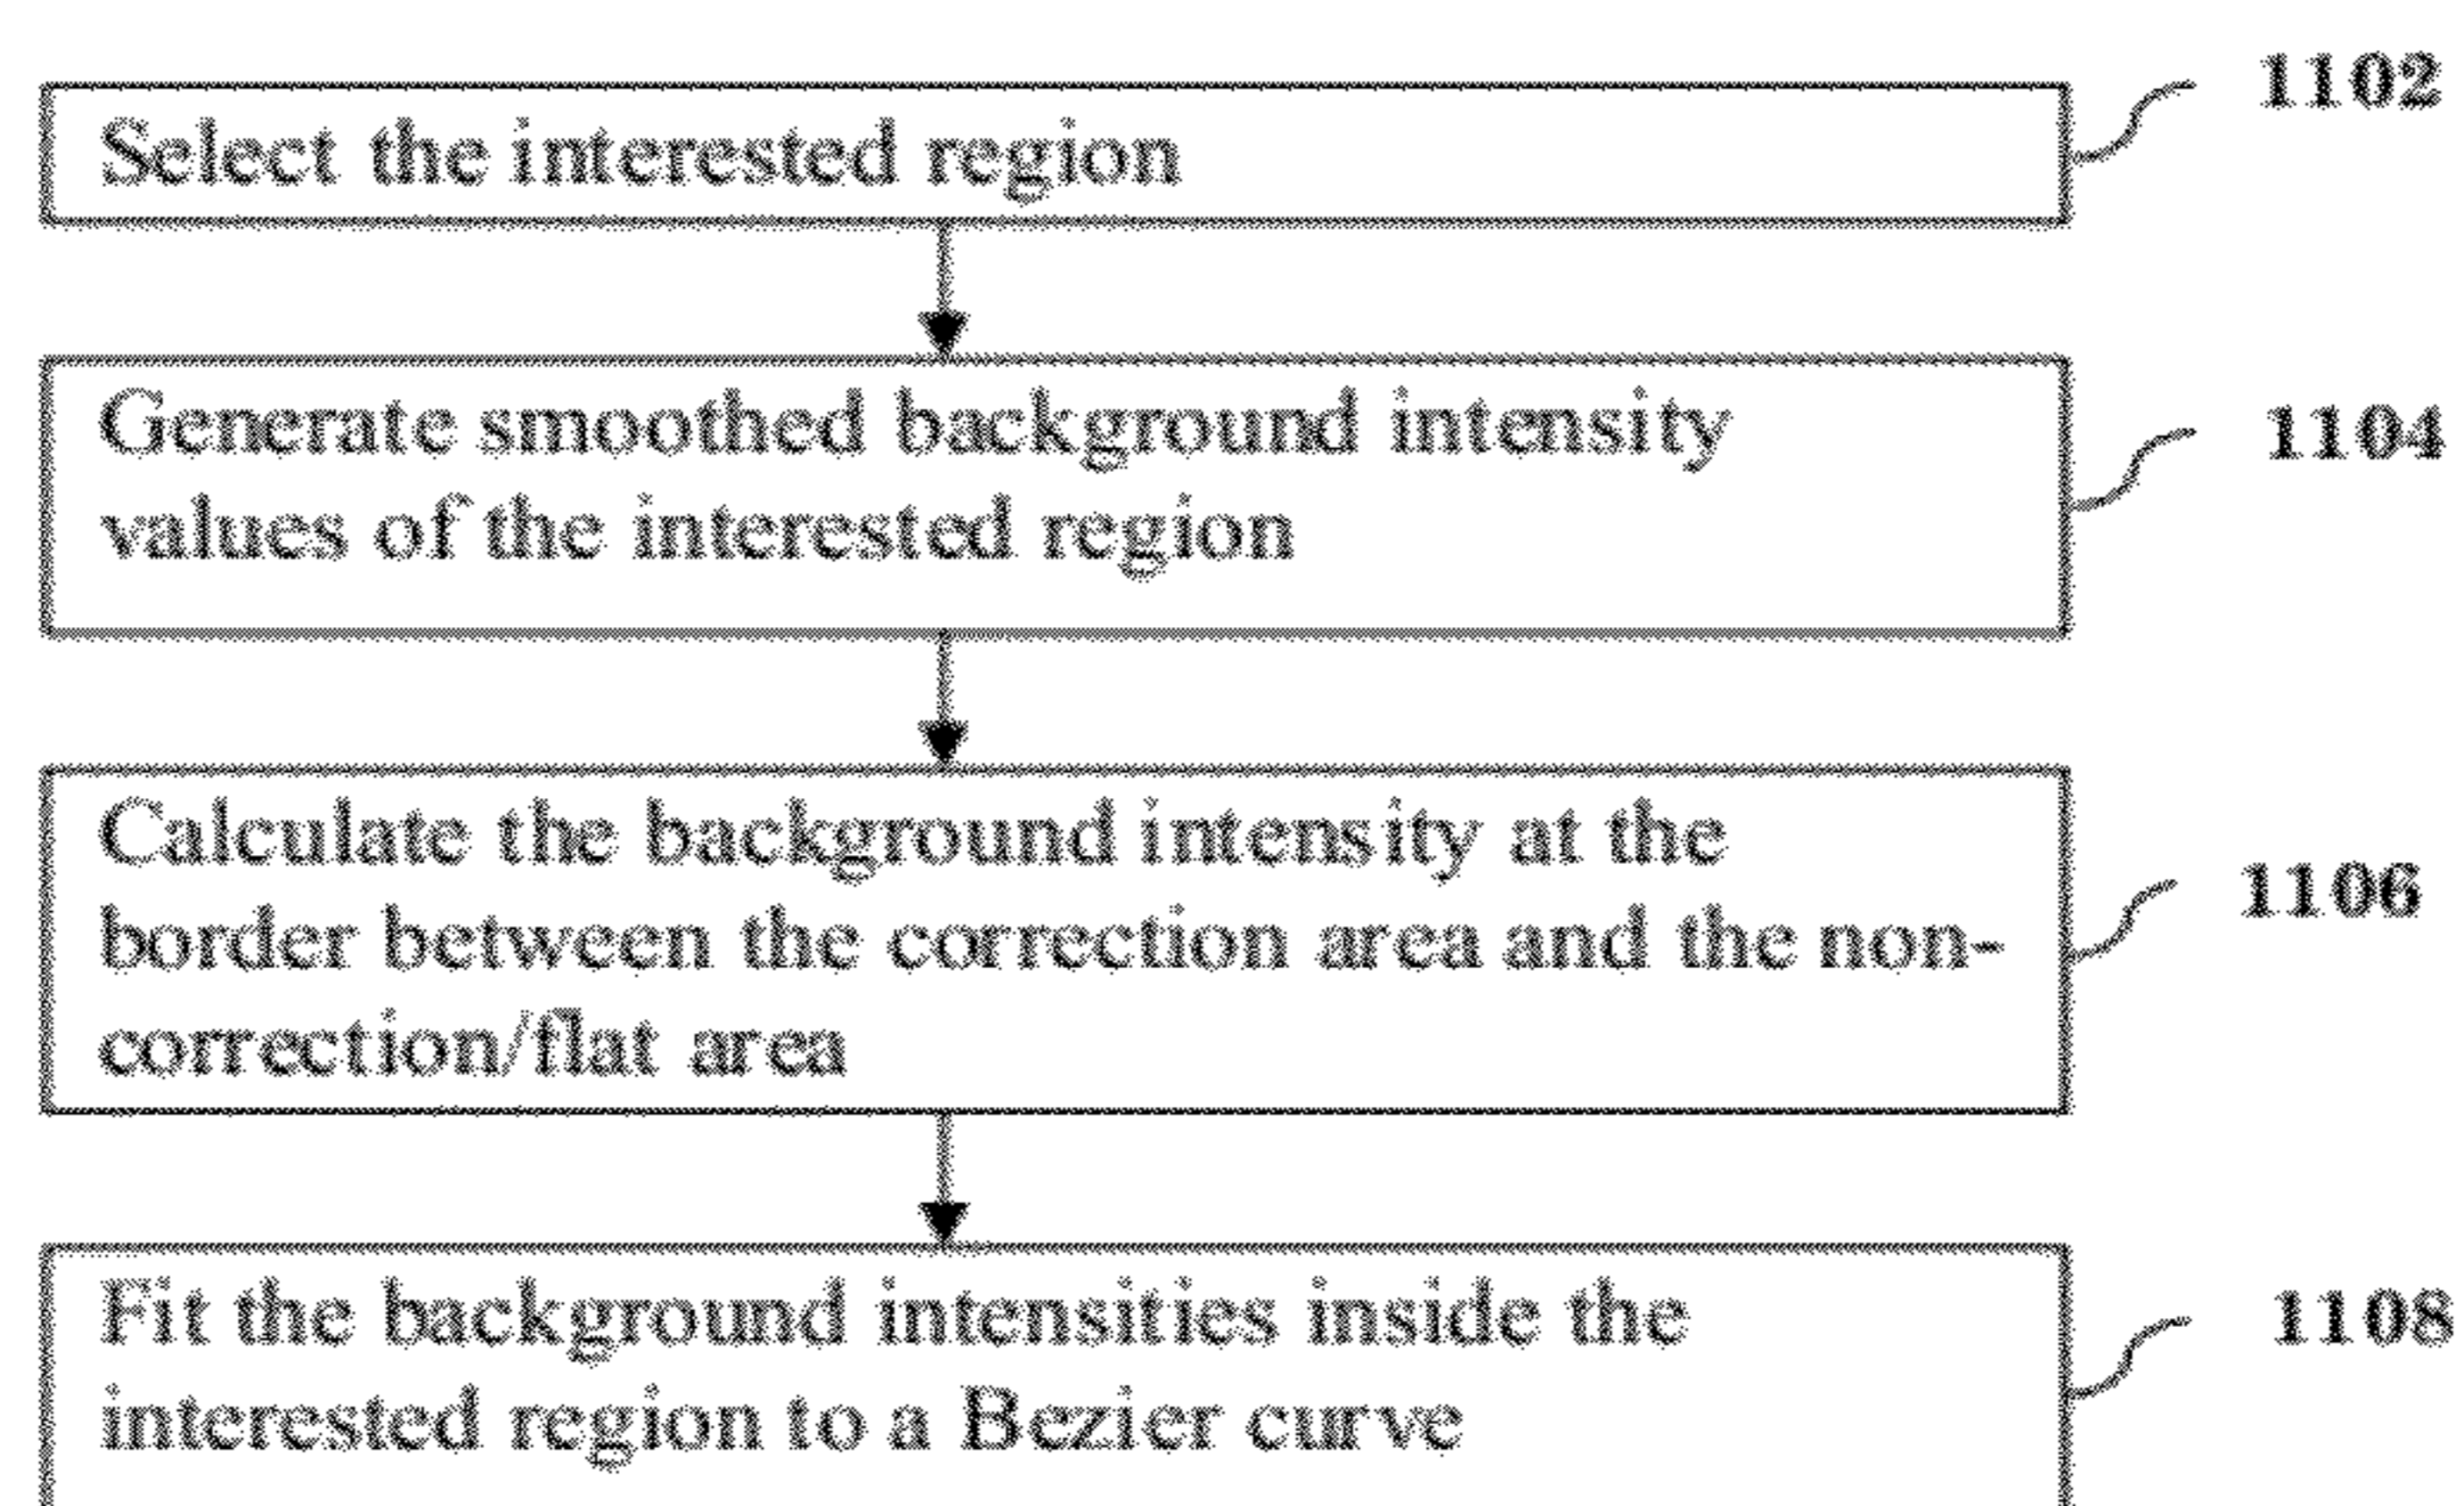 1102
Select the interested region
Generate smoothed background intensity
1104
values of the interested region
Calculate the background intensity at the
1106
border between the correction area and the non-
correction/flat area
Fit the background intensities inside the
1108
interested region to a Bezier curve